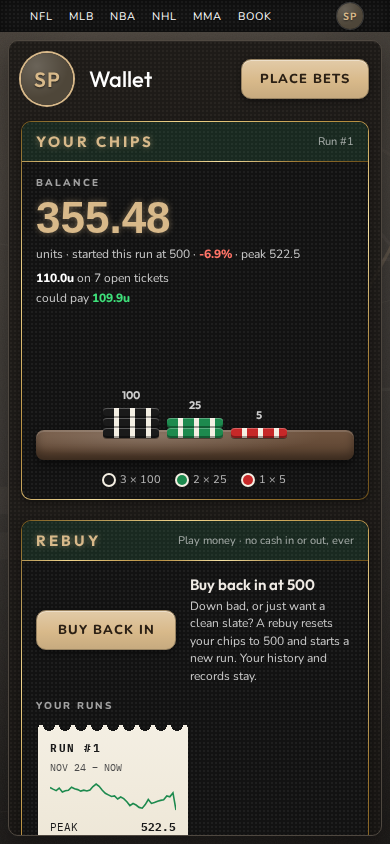 NFL MLB NBA NHL MMA BOOK SP
SP Wallet PLACE BETS
YOUR CHIPS Run #1
BALANCE
355.48
units · started this run at 500 · -6.9% · peak 522.5
110.0u on 7 open tickets
could pay 109.9u
100 25 5
3 × 100 2 × 25 1 × 5
REBUY Play money · no cash in or out, ever
Buy back in at 500
BUY BACK IN
Down bad, or just want a
clean slate? A rebuy resets
your chips to 500 and starts a
new run. Your history and
records stay.
YOUR RUNS
RUN #1
NOV 24 – NOW
PEAK 522.5